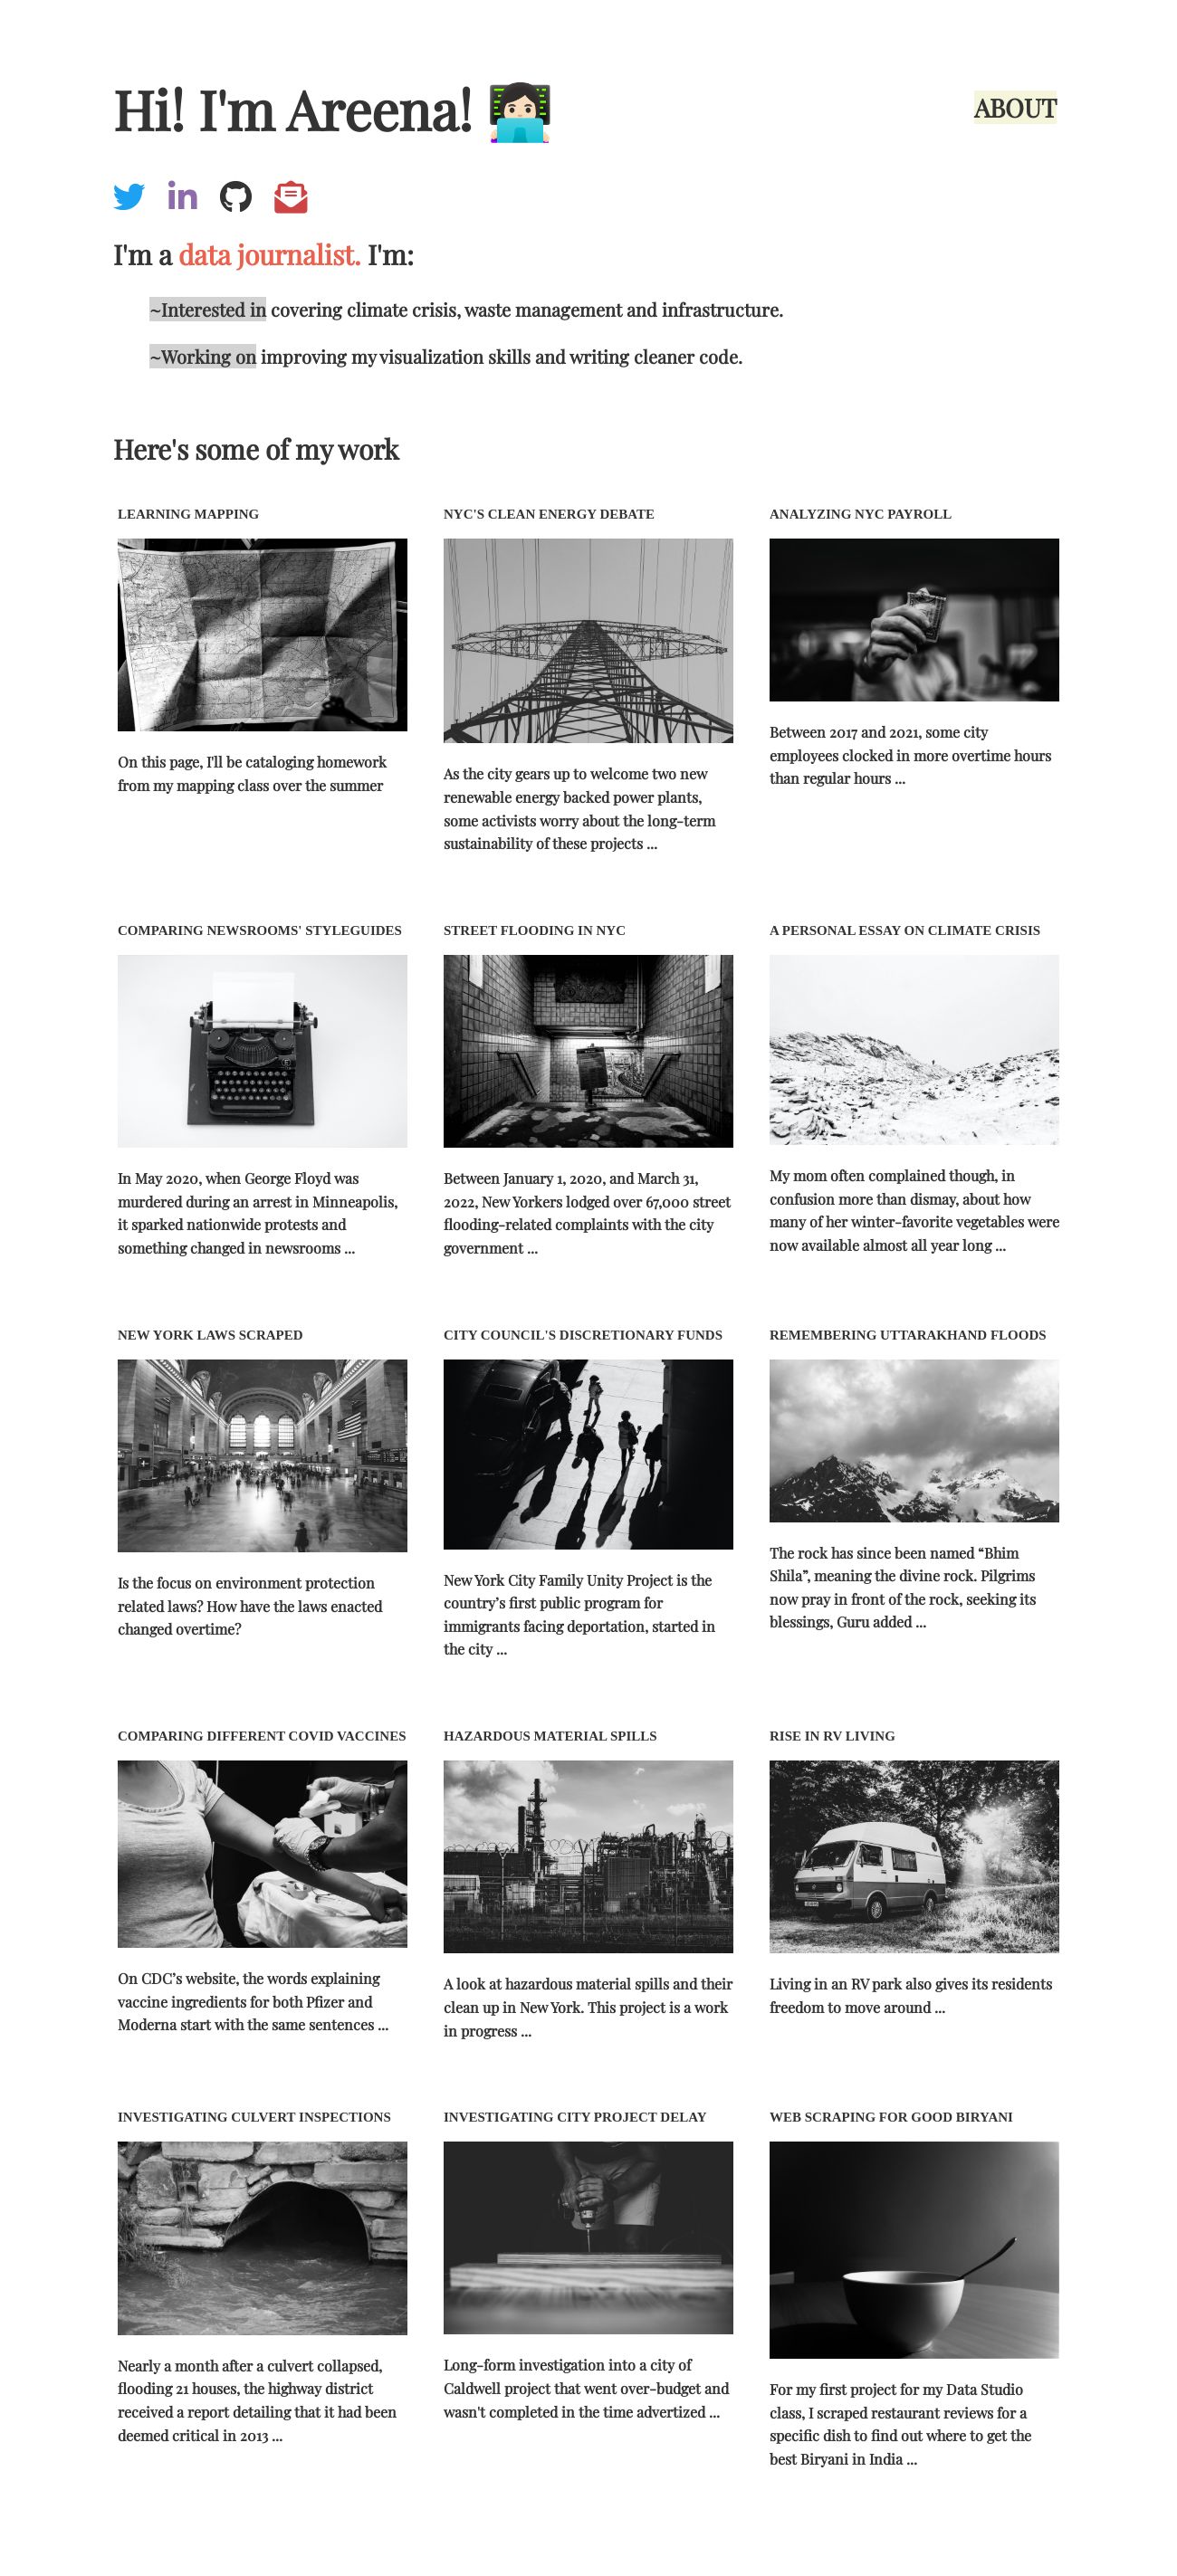 Hi! I'm Areena!
ABOUT
I'm a data journalist. I'm:
~Interested in covering climate crisis, waste management and infrastructure.
~Working on improving my visualization skills and writing cleaner code.
Here's some of my work
LEARNING MAPPING
On this page, I'll be cataloging homework
from my mapping class over the summer
NYC'S CLEAN ENERGY DEBATE
As the city gears up to welcome two new
renewable energy backed power plants,
some activists worry about the long-term
sustainability of these projects ...
ANALYZING NYC PAYROLL
Between 2017 and 2021, some city
employees clocked in more overtime hours
than regular hours ...
COMPARING NEWSROOMS' STYLEGUIDES
In May 2020, when George Floyd was
murdered during an arrest in Minneapolis,
it sparked nationwide protests and
something changed in newsrooms ...
STREET FLOODING IN NYC
Between January 1, 2020, and March 31,
2022, New Yorkers lodged over 67,000 street
flooding-related complaints with the city
government ...
A PERSONAL ESSAY ON CLIMATE CRISIS
My mom often complained though, in
confusion more than dismay, about how
many of her winter-favorite vegetables were
now available almost all year long ...
NEW YORK LAWS SCRAPED
Is the focus on environment protection
related laws? How have the laws enacted
changed overtime?
CITY COUNCIL'S DISCRETIONARY FUNDS
New York City Family Unity Project is the
country’s first public program for
immigrants facing deportation, started in
the city ...
REMEMBERING UTTARAKHAND FLOODS
The rock has since been named “Bhim
Shila”, meaning the divine rock. Pilgrims
now pray in front of the rock, seeking its
blessings, Guru added ...
COMPARING DIFFERENT COVID VACCINES
On CDC’s website, the words explaining
vaccine ingredients for both Pfizer and
Moderna start with the same sentences ...
HAZARDOUS MATERIAL SPILLS
A look at hazardous material spills and their
clean up in New York. This project is a work
in progress ...
RISE IN RV LIVING
Living in an RV park also gives its residents
freedom to move around ...
INVESTIGATING CULVERT INSPECTIONS
Nearly a month after a culvert collapsed,
flooding 21 houses, the highway district
received a report detailing that it had been
deemed critical in 2013 ...
INVESTIGATING CITY PROJECT DELAY
Long-form investigation into a city of
Caldwell project that went over-budget and
wasn't completed in the time advertized ...
WEB SCRAPING FOR GOOD BIRYANI
For my first project for my Data Studio
class, I scraped restaurant reviews for a
specific dish to find out where to get the
best Biryani in India ...